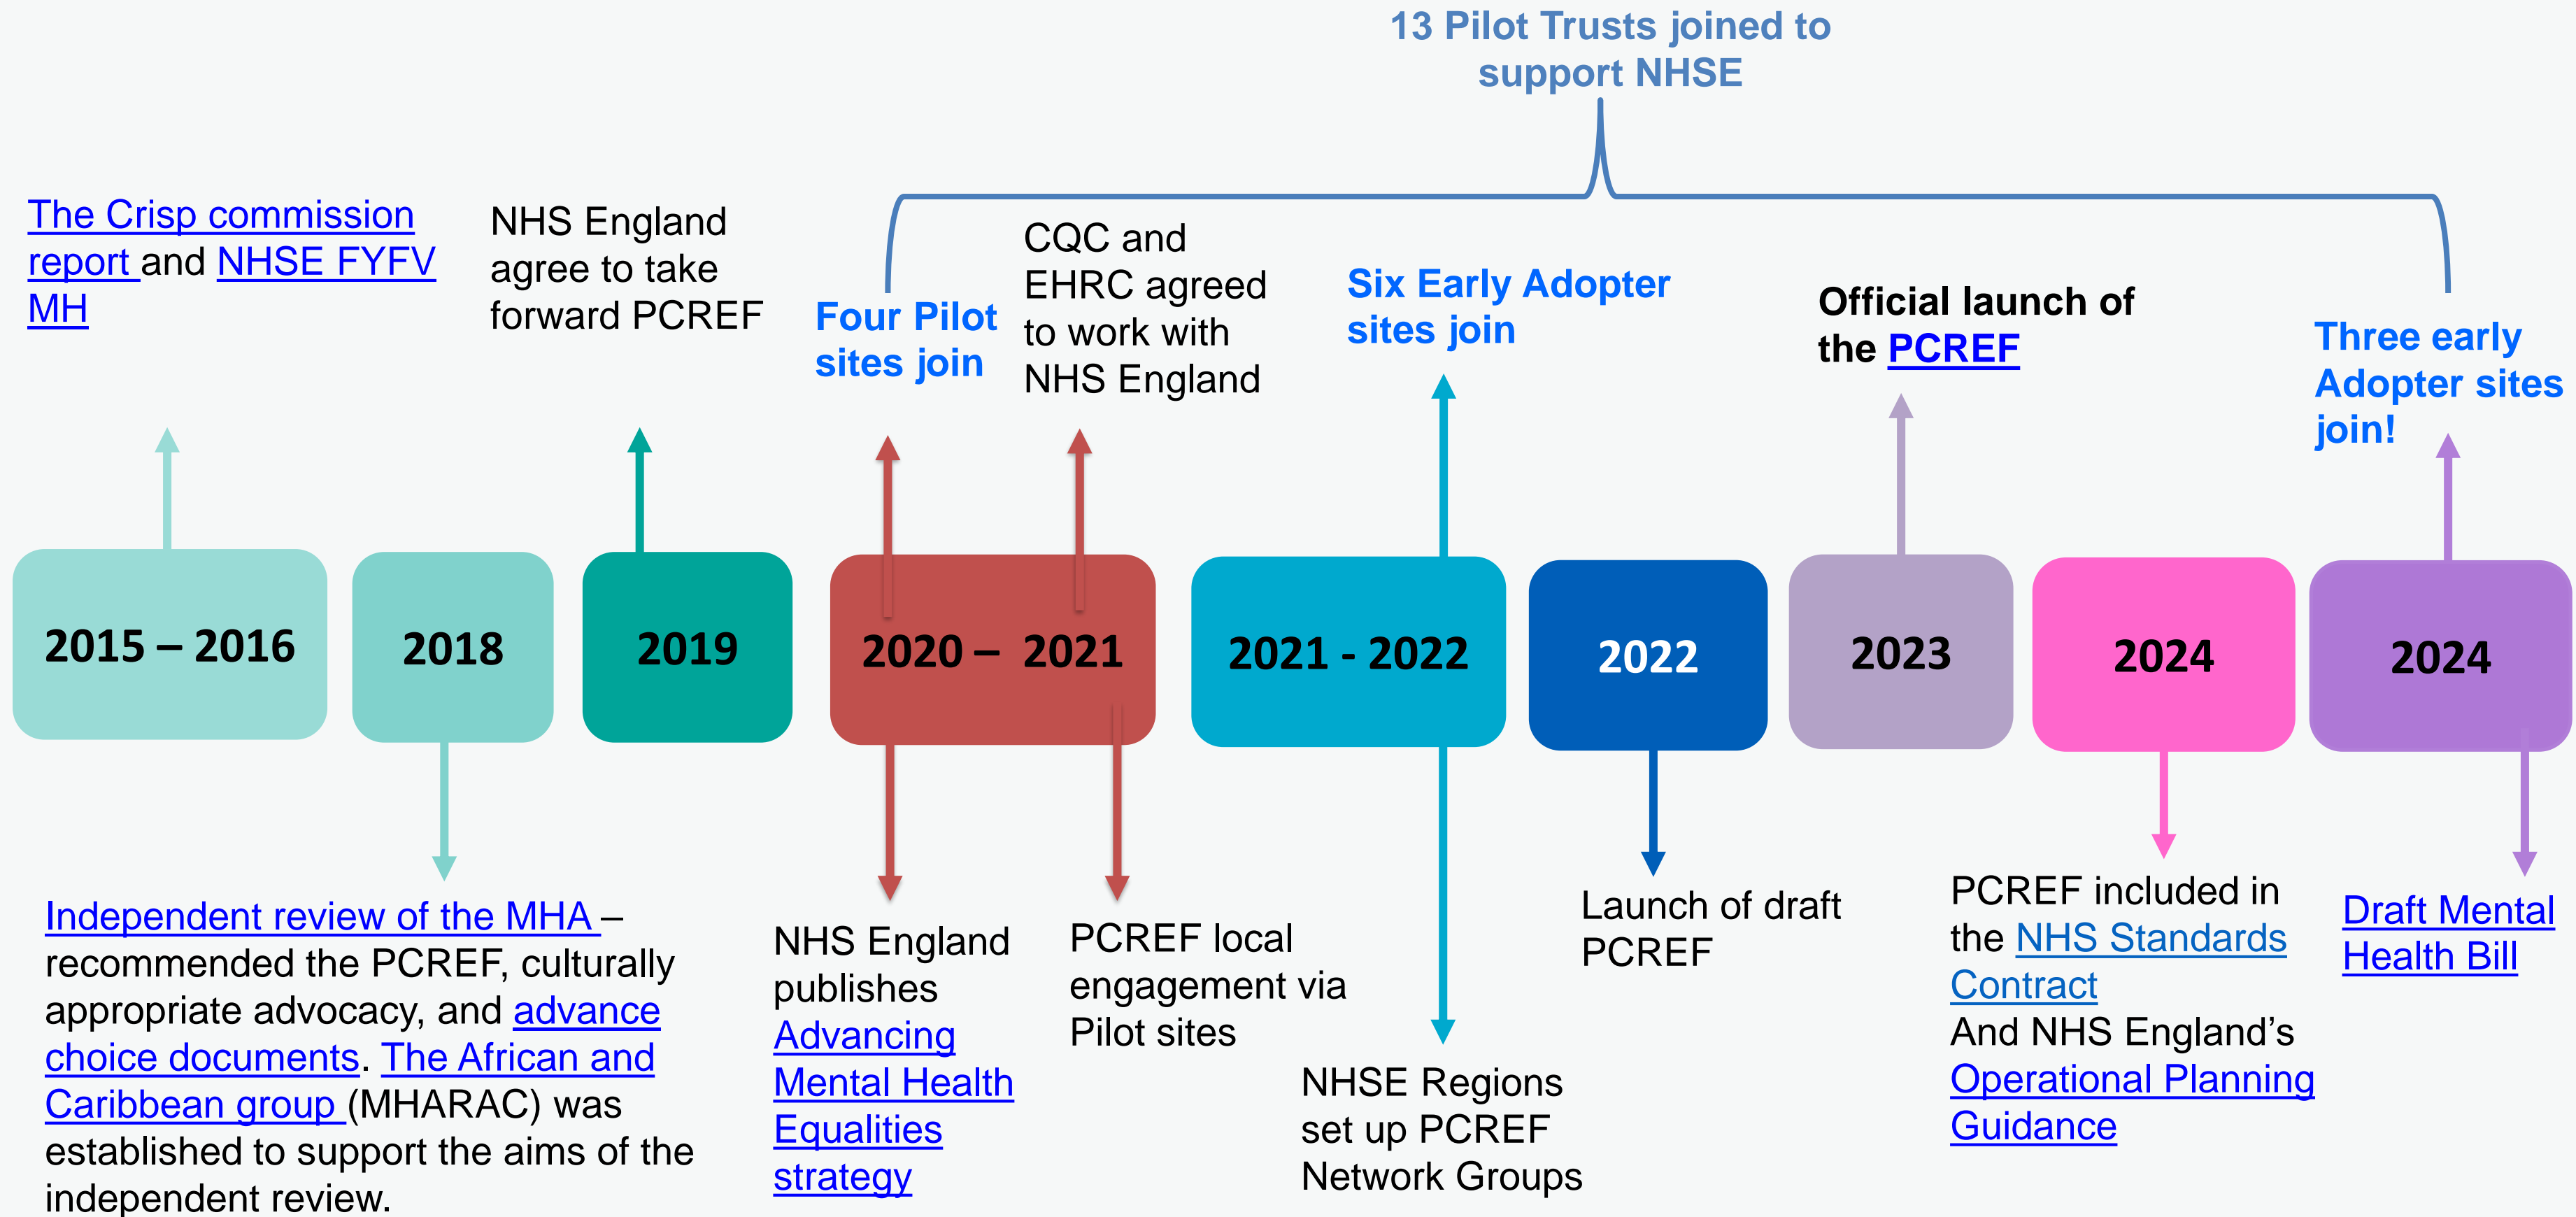 13 Pilot Trusts joined to
support NHSE
The Crisp commission
report and NHSE FYFV
MH
NHS England
agree to take
forward PCREF
Four Pilot
sites join
CQC and
EHRC agreed
to work with
NHS England
Six Early Adopter
sites join
Official launch of
the PCREF
Three early
Adopter sites
join!
2015 – 2016
2018
2019
2020 – 2021
2021 - 2022
2022
2023
2024
2024
Independent review of the MHA –
recommended the PCREF, culturally
appropriate advocacy, and advance
choice documents. The African and
Caribbean group (MHARAC) was
established to support the aims of the
independent review.
NHS England
publishes
Advancing
Mental Health
Equalities
strategy
PCREF local
engagement via
Pilot sites
NHSE Regions
set up PCREF
Network Groups
Launch of draft
PCREF
PCREF included in
the NHS Standards
Contract
And NHS England’s
Operational Planning
Guidance
Draft Mental
Health Bill